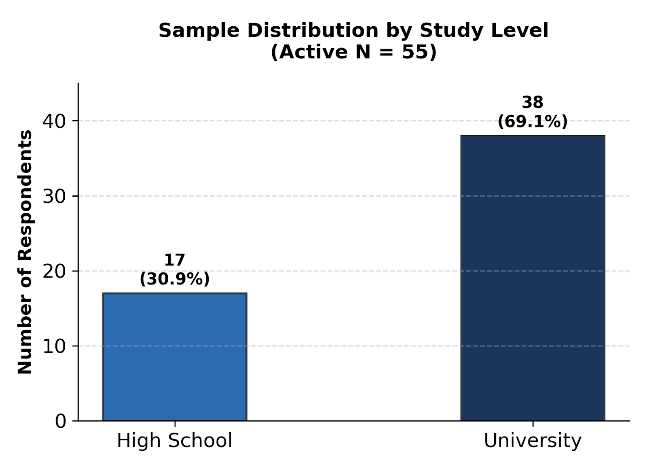 Sample Distribution by Study Level
(Active N = 55)
Number of Respondents
40
30
20
10
0
17
(30.9%)
38
(69.1%)
High School
University